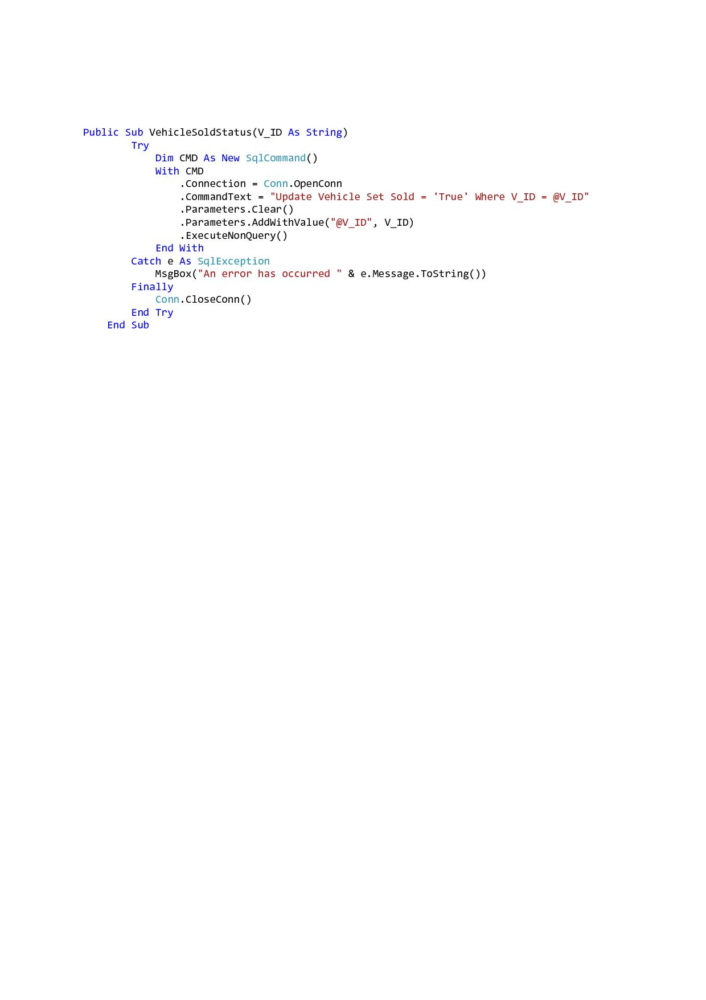 Public Sub VehicleSoldStatus(V_ID As String)
        Try
            Dim CMD As New SqlCommand()
            With CMD
                .Connection = Conn.OpenConn
                .CommandText = "Update Vehicle Set Sold = 'True' Where V_ID = @V_ID"
                .Parameters.Clear()
                .Parameters.AddWithValue("@V_ID", V_ID)
                .ExecuteNonQuery()
            End With
        Catch e As SqlException
            MsgBox("An error has occurred " & e.Message.ToString())
        Finally
            Conn.CloseConn()
        End Try
    End Sub